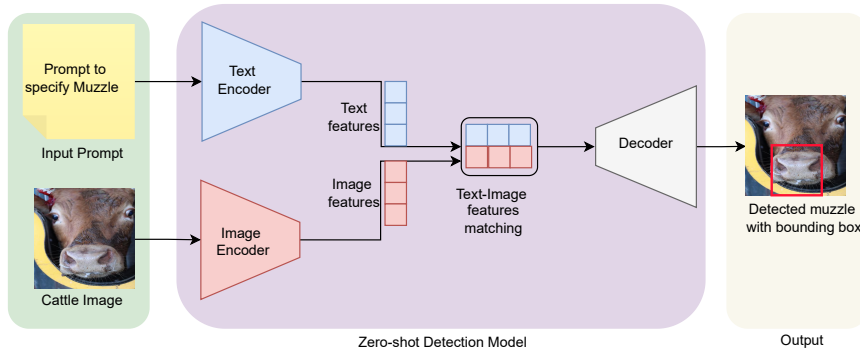 Prompt to
specify Muzzle
Input Prompt
Cattle Image
Text
Encoder
Image
Encoder
Text
features
Image
features
Text-Image
features
matching
Decoder
Detected muzzle
with bounding box
Zero-shot Detection Model
Output